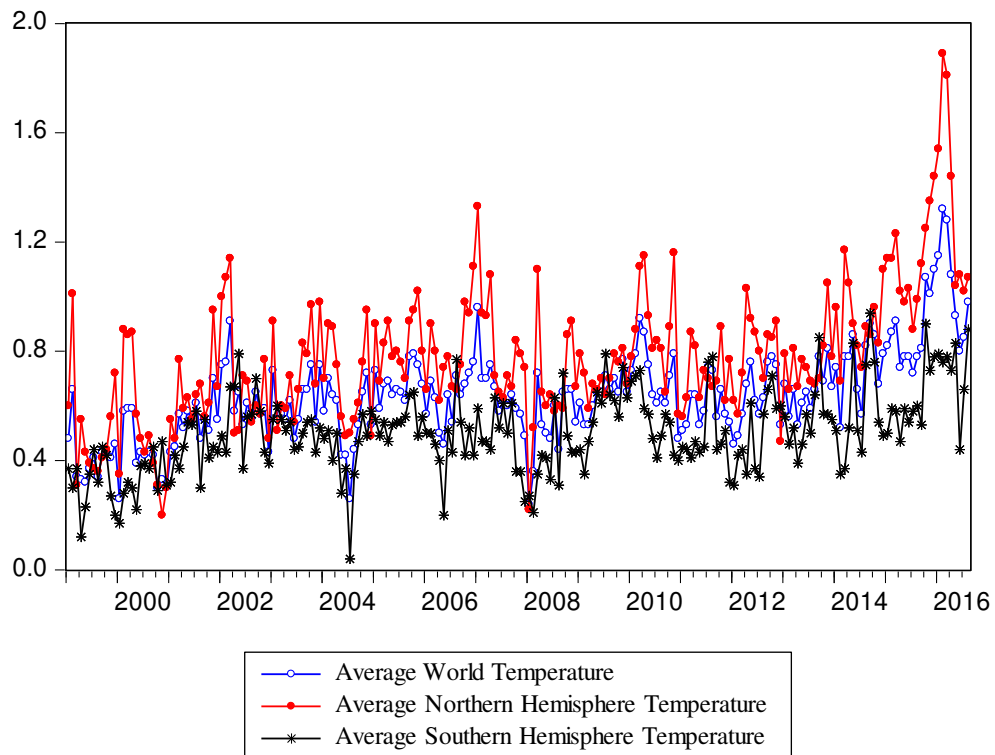 2.0
1.6
1.2
0.8
0.4
0.0
2000 2002 2004 2006 2008 2010 2012 2014 2016
Average World Temperature
Average Northern Hemisphere Temperature
Average Southern Hemisphere Temperature